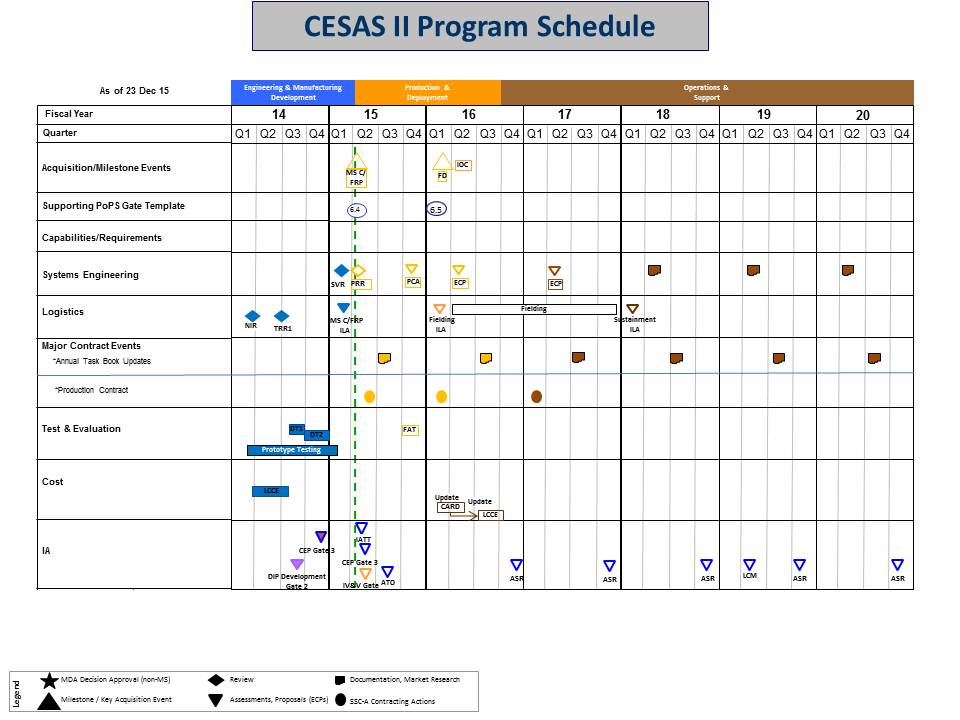 CESAS II Program Schedule
As of 23 Dec 15
Engineering & Manufacturing
Development
Production &
Deployment
Operations &
Support
Fiscal Year 14 15 16 17 18 19 20
Quarter Q1 Q2 Q3 Q4 Q1 Q2 Q3 Q4 Q1 Q2 Q3 Q4 Q1 Q2 Q3 Q4 Q1 Q2 Q3 Q4 Q1 Q2 Q3 Q4 Q1 Q2 Q3 Q4
Acquisition/Milestone Events
MS C/
FRP
FD
IOC
Supporting PoPS Gate Template
6.4
6.5
Capabilities/Requirements
Systems Engineering
SVR
PRR
PCA
ECP
ECP
Logistics
NIR
TRR1
MS C/FRP
ILA
Fielding
ILA
Fielding
Sustainment
ILA
Major Contract Events
*Annual Task Book Updates
*Production Contract
Test & Evaluation
DT1
DT2
Prototype Testing
FAT
Cost
LCCE
Update
CARD
Update
LCCE
IA
CEP Gate 3
DIP Development
Gate 2
IATT
CEP Gate 3
IV&V Gate
ATO
ASR
ASR
ASR
LCM
ASR
ASR
Legend
MDA Decision Approval (non-MS)
Review
Documentation, Market Research
Milestone / Key Acquisition Event
Assessments, Proposals (ECPs)
SSC-A Contracting Actions